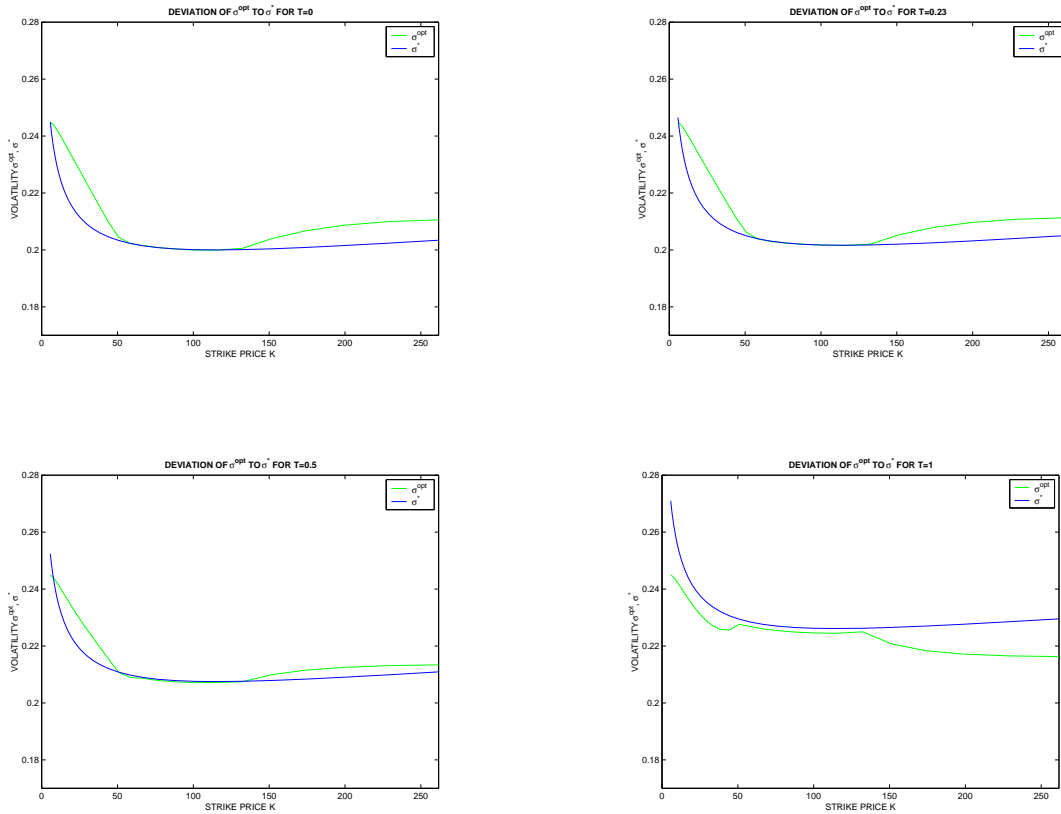 DEVIATION OF σ^opt TO σ^* FOR T=0
0.28
0.26
0.24
0.22
0.2
0.18
VOLATILITY σ^opt, σ^*
0
50
100
150
200
250
STRIKE PRICE K
σ^opt
σ^*
DEVIATION OF σ^opt TO σ^* FOR T=0.23
0.28
0.26
0.24
0.22
0.2
0.18
VOLATILITY σ^opt, σ^*
0
50
100
150
200
250
STRIKE PRICE K
σ^opt
σ^*
DEVIATION OF σ^opt TO σ^* FOR T=0.5
0.28
0.26
0.24
0.22
0.2
0.18
VOLATILITY σ^opt, σ^*
0
50
100
150
200
250
STRIKE PRICE K
σ^opt
σ^*
DEVIATION OF σ^opt TO σ^* FOR T=1
0.28
0.26
0.24
0.22
0.2
0.18
VOLATILITY σ^opt, σ^*
0
50
100
150
200
250
STRIKE PRICE K
σ^opt
σ^*